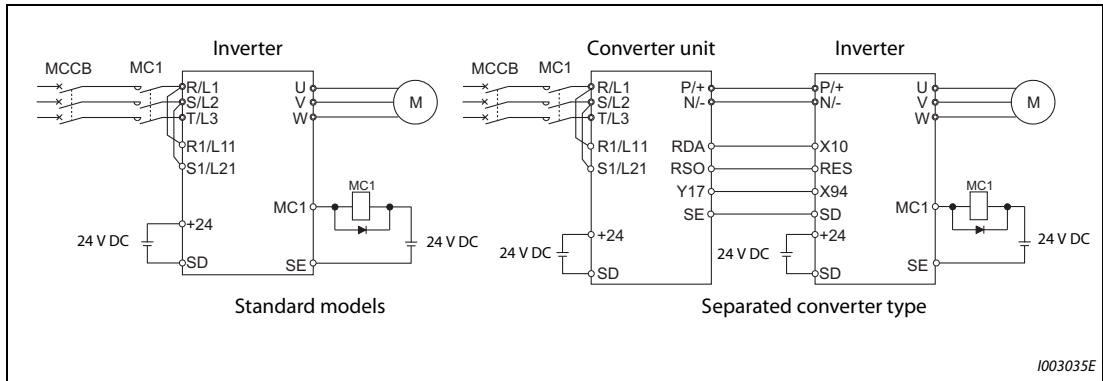 Inverter
MCCB MC1
R/L1
S/L2
T/L3
R1/L11
S1/L21
U
V
W
M
MC1
MC1
+24
24 V DC
SD
SE
24 V DC
Standard models
Converter unit
Inverter
MCCB MC1
R/L1
S/L2
T/L3
R1/L11
S1/L21
P/+
N/-
P/+
N/-
U
V
W
M
RDA
X10
RSO
RES
Y17
X94
SE
SD
MC1
MC1
+24
24 V DC
SD
+24
24 V DC
SD
SE
24 V DC
Separated converter type
I003035E